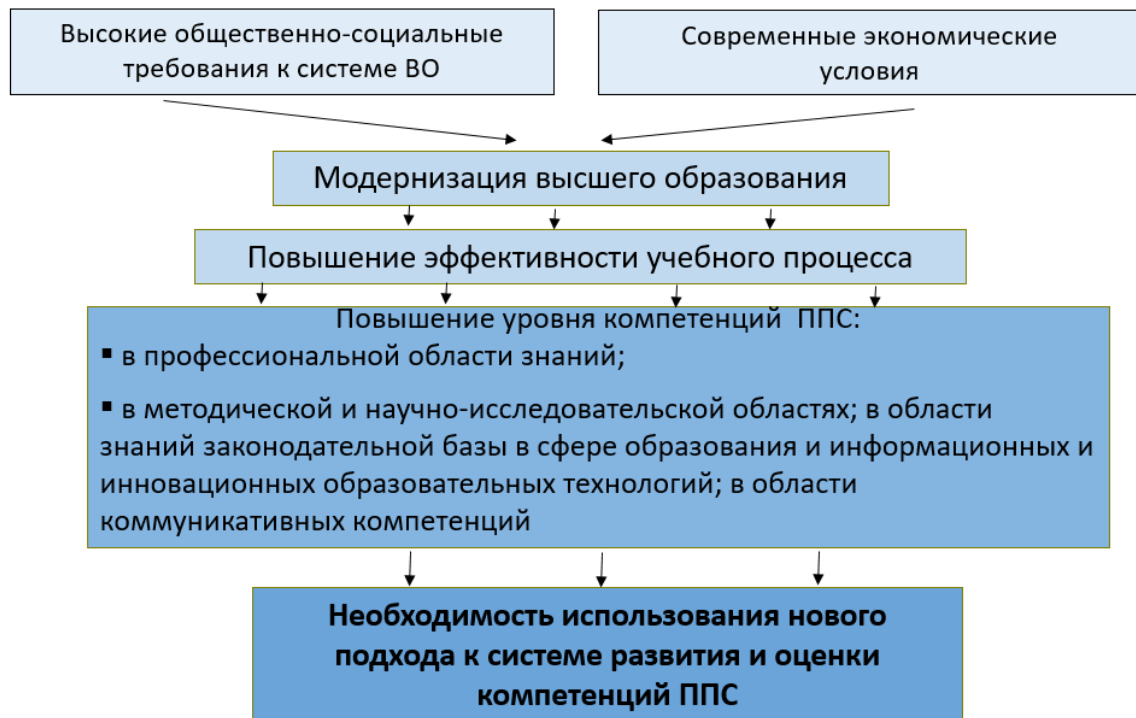 Высокие общественно-социальные
требования к системе ВО
Современные экономические
условия
Модернизация высшего образования
Повышение эффективности учебного процесса
Повышение уровня компетенций ППС:
▪ в профессиональной области знаний;
▪ в методической и научно-исследовательской областях; в области
знаний законодательной базы в сфере образования и информационных и
инновационных образовательных технологий; в области
коммуникативных компетенций
Необходимость использования нового
подхода к системе развития и оценки
компетенций ППС